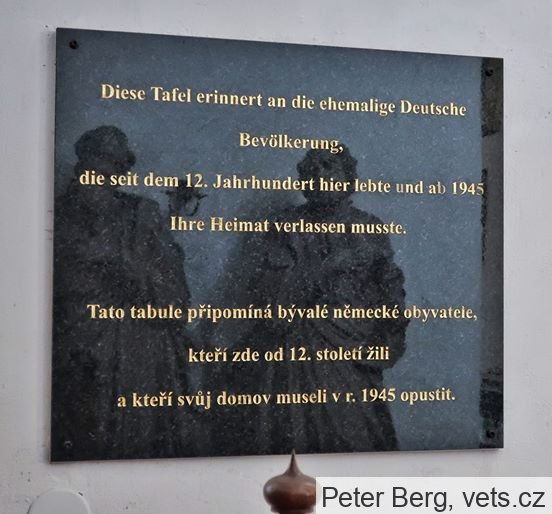 Diese Tafel erinnert an die ehemalige Deutsche
Bevölkerung,
die seit dem 12. Jahrhundert hier lebte und ab 1945
Ihre Heimat verlassen musste.
Tato tabule připomíná bývalé německé obyvatele,
kteří zde od 12. století žili
a kteří svůj domov museli v r. 1945 opustit.
Peter Berg, vets.cz